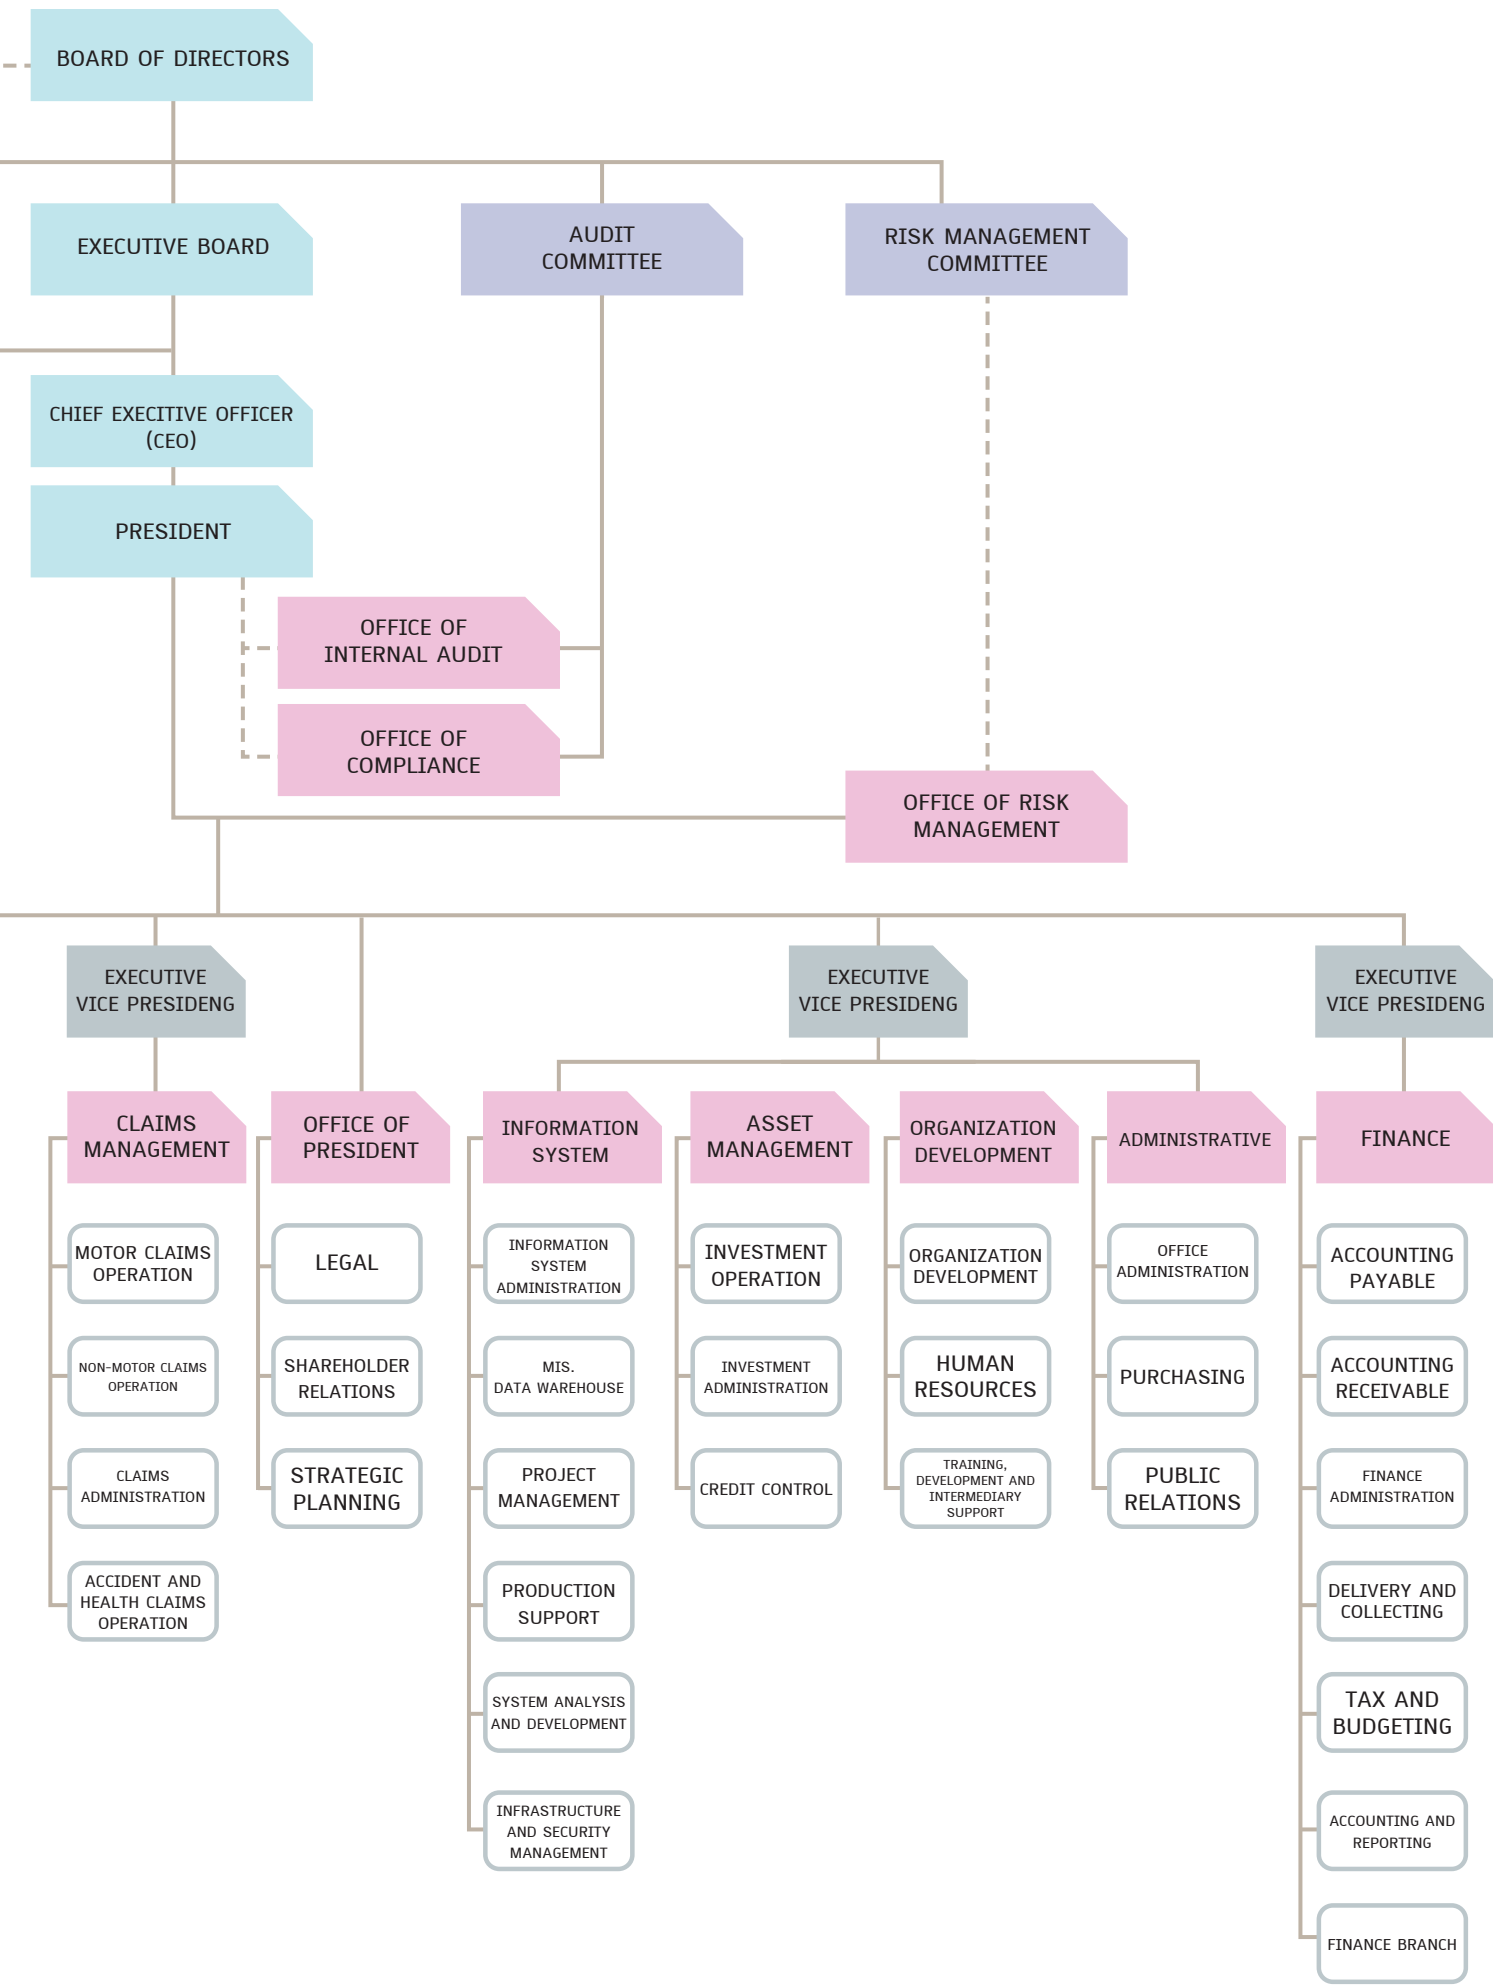 BOARD OF DIRECTORS
EXECUTIVE BOARD
AUDIT
COMMITTEE
RISK MANAGEMENT
COMMITTEE
CHIEF EXECITIVE OFFICER
(CEO)
PRESIDENT
OFFICE OF
INTERNAL AUDIT
OFFICE OF
COMPLIANCE
OFFICE OF RISK
MANAGEMENT
EXECUTIVE
VICE PRESIDENG
EXECUTIVE
VICE PRESIDENG
EXECUTIVE
VICE PRESIDENG
CLAIMS
MANAGEMENT
OFFICE OF
PRESIDENT
INFORMATION
SYSTEM
ASSET
MANAGEMENT
ORGANIZATION
DEVELOPMENT
ADMINISTRATIVE
FINANCE
MOTOR CLAIMS
OPERATION
NON-MOTOR CLAIMS
OPERATION
CLAIMS
ADMINISTRATION
ACCIDENT AND
HEALTH CLAIMS
OPERATION
LEGAL
SHAREHOLDER
RELATIONS
STRATEGIC
PLANNING
INFORMATION
SYSTEM
ADMINISTRATION
MIS.
DATA WAREHOUSE
PROJECT
MANAGEMENT
PRODUCTION
SUPPORT
SYSTEM ANALYSIS
AND DEVELOPMENT
INFRASTRUCTURE
AND SECURITY
MANAGEMENT
INVESTMENT
OPERATION
INVESTMENT
ADMINISTRATION
CREDIT CONTROL
ORGANIZATION
DEVELOPMENT
HUMAN
RESOURCES
TRAINING,
DEVELOPMENT AND
INTERMEDIARY
SUPPORT
OFFICE
ADMINISTRATION
PURCHASING
PUBLIC
RELATIONS
ACCOUNTING
PAYABLE
ACCOUNTING
RECEIVABLE
FINANCE
ADMINISTRATION
DELIVERY AND
COLLECTING
TAX AND
BUDGETING
ACCOUNTING AND
REPORTING
FINANCE BRANCH